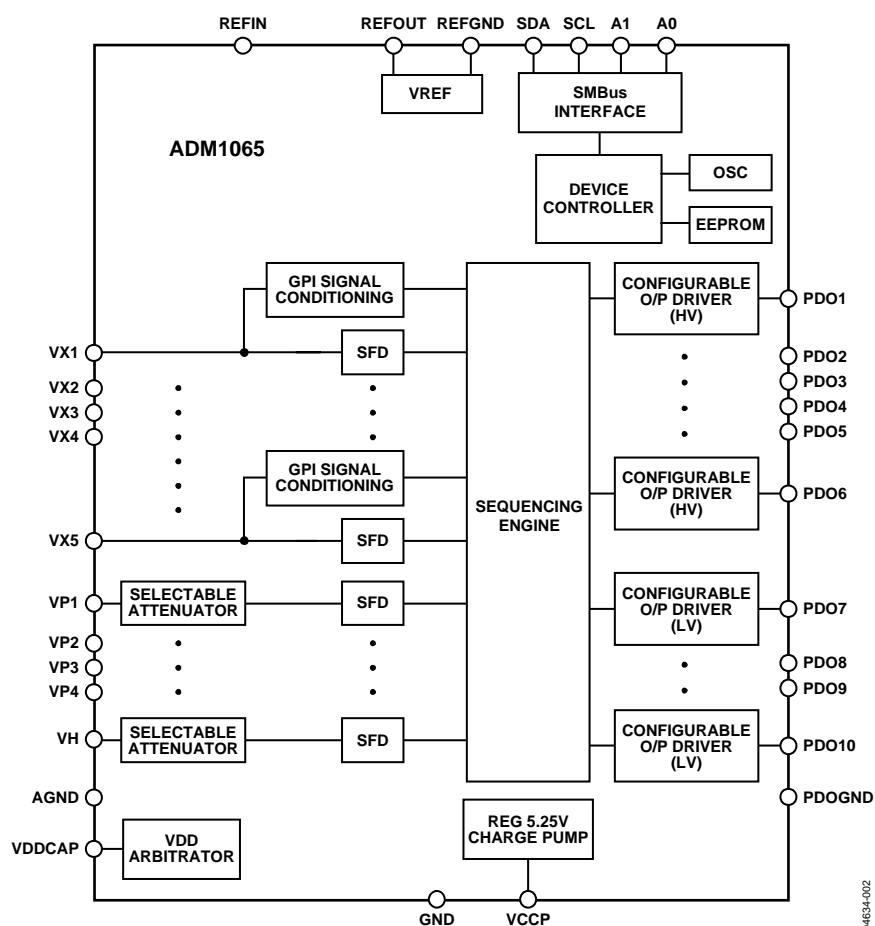 REFIN
REFOUT REFGND SDA SCL A1 A0
VREF
SMBus
INTERFACE
ADM1065
DEVICE
CONTROLLER
OSC
EEPROM
GPI SIGNAL
CONDITIONING
CONFIGURABLE
O/P DRIVER
(HV)
PDO1
VX1
SFD
PDO2
VX2
PDO3
VX3
PDO4
VX4
PDO5
GPI SIGNAL
CONDITIONING
CONFIGURABLE
O/P DRIVER
(HV)
PDO6
SEQUENCING
ENGINE
VX5
SFD
VP1
SELECTABLE
ATTENUATOR
SFD
CONFIGURABLE
O/P DRIVER
(LV)
PDO7
VP2
VP3
VP4
PDO8
PDO9
VH
SELECTABLE
ATTENUATOR
SFD
CONFIGURABLE
O/P DRIVER
(LV)
PDO10
AGND
PDOGND
VDDCAP
VDD
ARBITRATOR
REG 5.25V
CHARGE PUMP
GND
VCCP